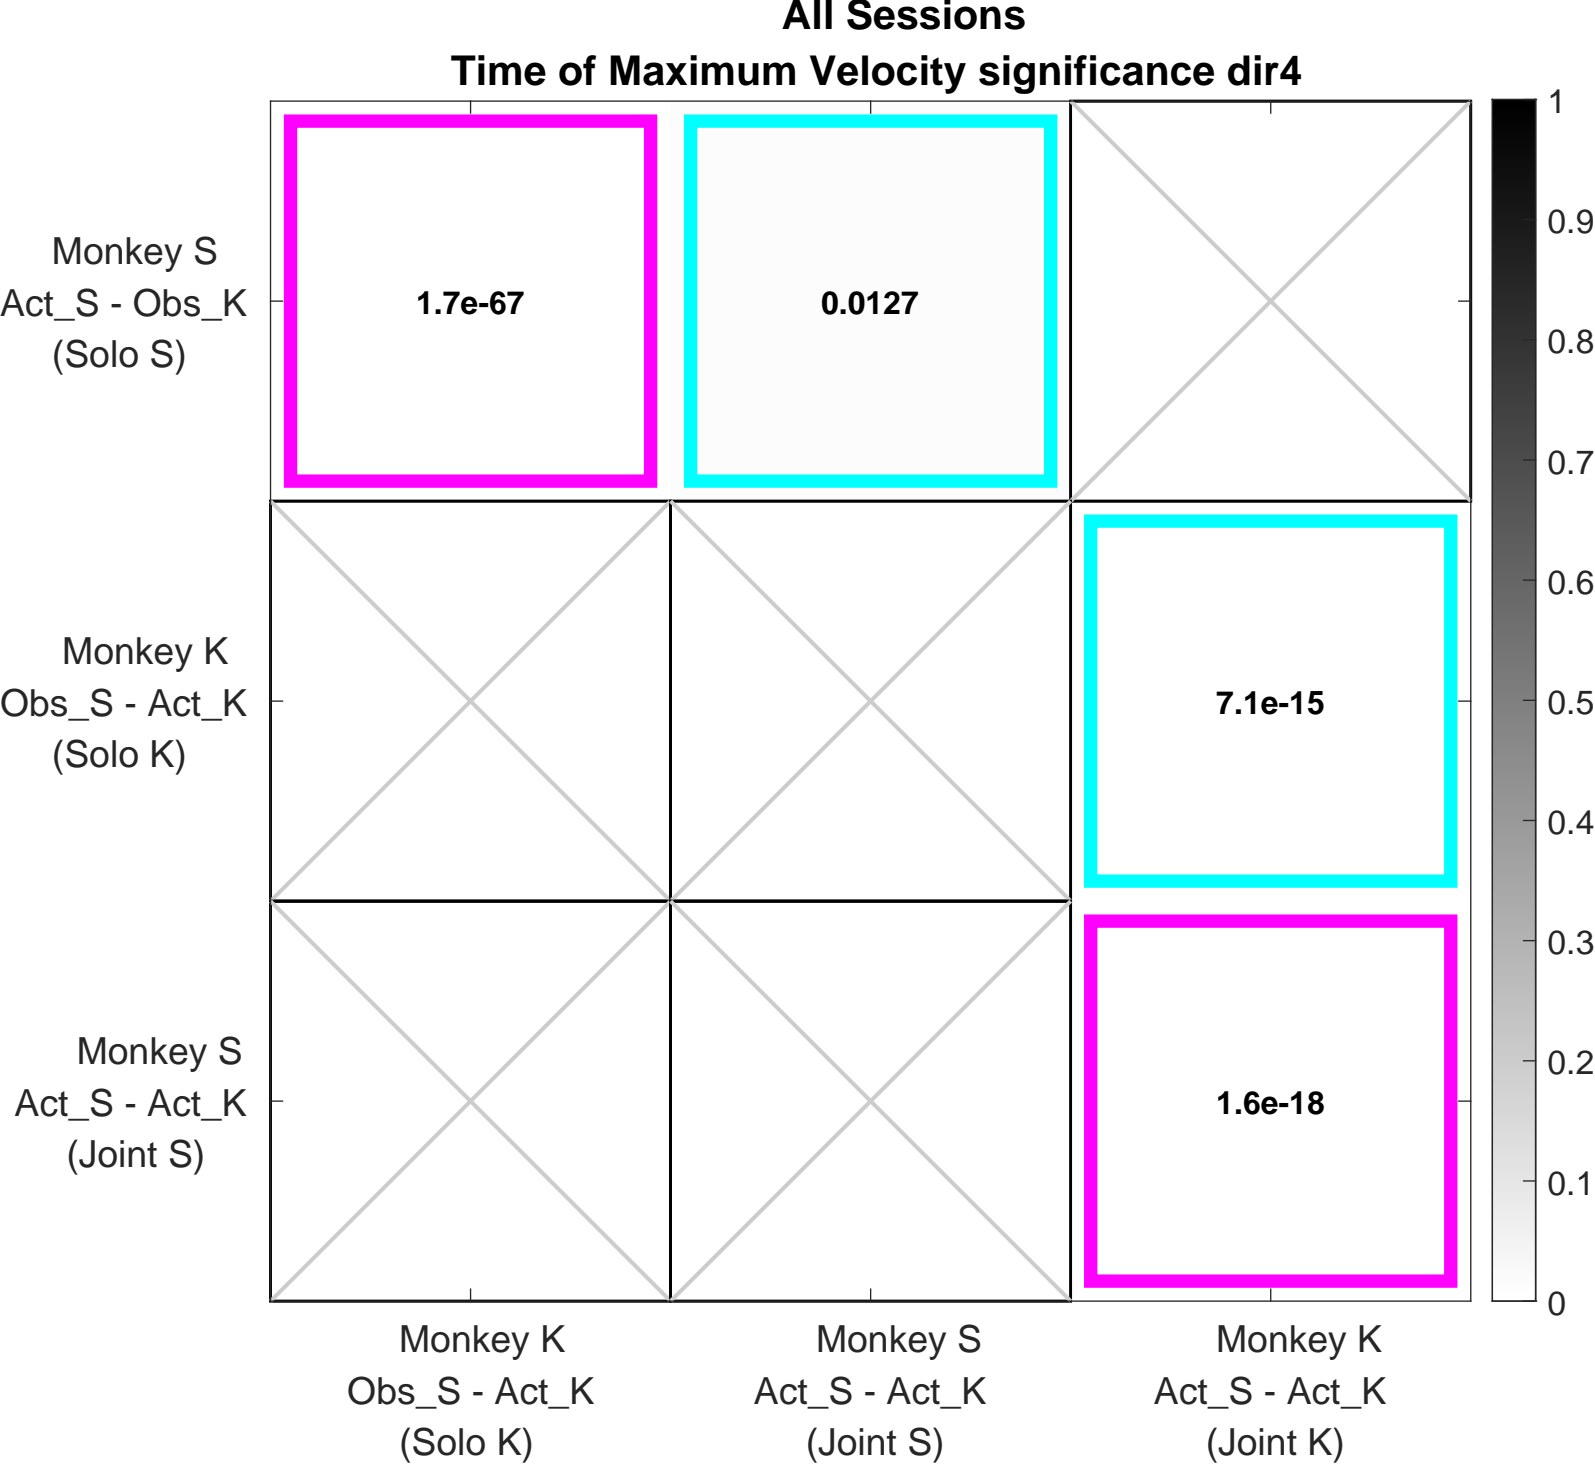 All Sessions
Time of Maximum Velocity significance dir4
Monkey S
Act_S - Obs_K
(Solo S)
1.7e-67
0.0127
Monkey K
Obs_S - Act_K
(Solo K)
7.1e-15
Monkey S
Act_S - Act_K
(Joint S)
1.6e-18
Monkey K
Obs_S - Act_K
(Solo K)
Monkey S
Act_S - Act_K
(Joint S)
Monkey K
Act_S - Act_K
(Joint K)
1
0.9
0.8
0.7
0.6
0.5
0.4
0.3
0.2
0.1
0